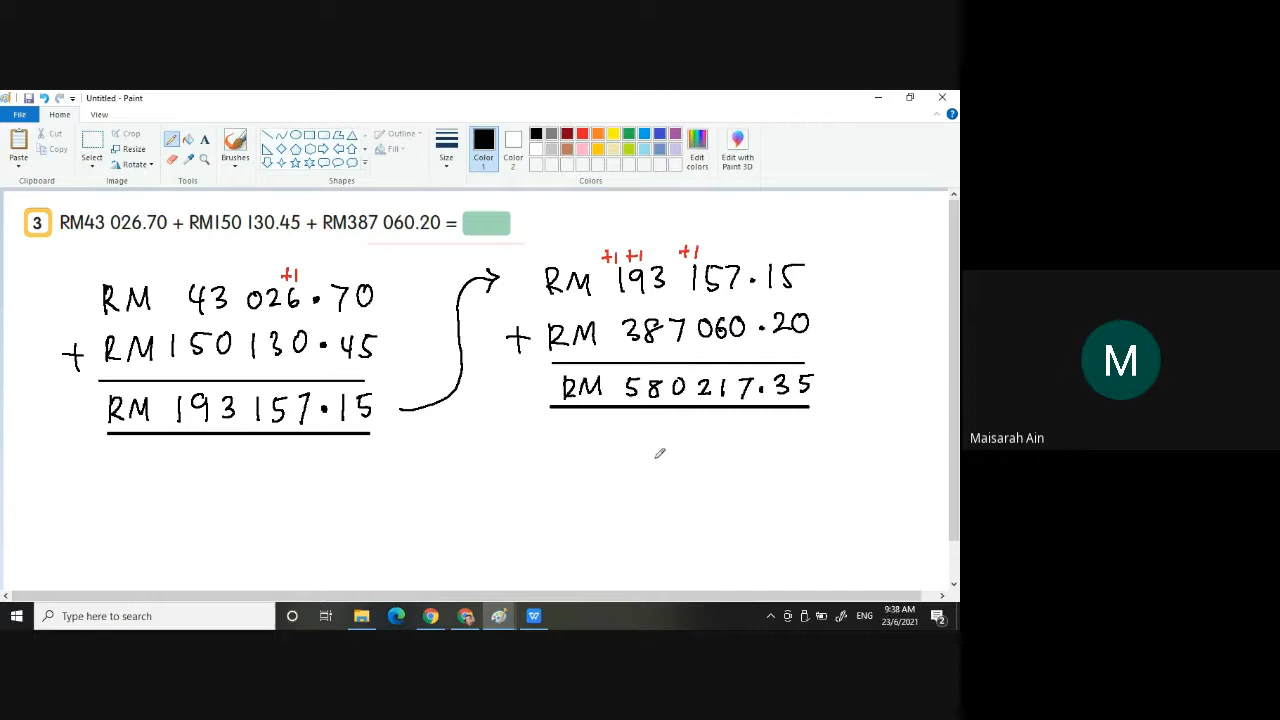 Untitled - Paint
File Home View
Paste Cut Copy
Clipboard
Select Crop Resize Rotate
Image
Tools
Brushes
Shapes
Outline
Fill
Size
Color 1
Color 2
Edit colors
Colors
Edit with Paint 3D
3 RM43 026.70 + RM150 130.45 + RM387 060.20 =
+1
RM 43 026.70
+ RM 150 130.45
RM 193 157.15
+1 +1 +1
RM 193 157.15
+ RM 387 060.20
RM 580 217.35
M
Maisarah Ain
Type here to search
ENG
9:38 AM
23/6/2021
2